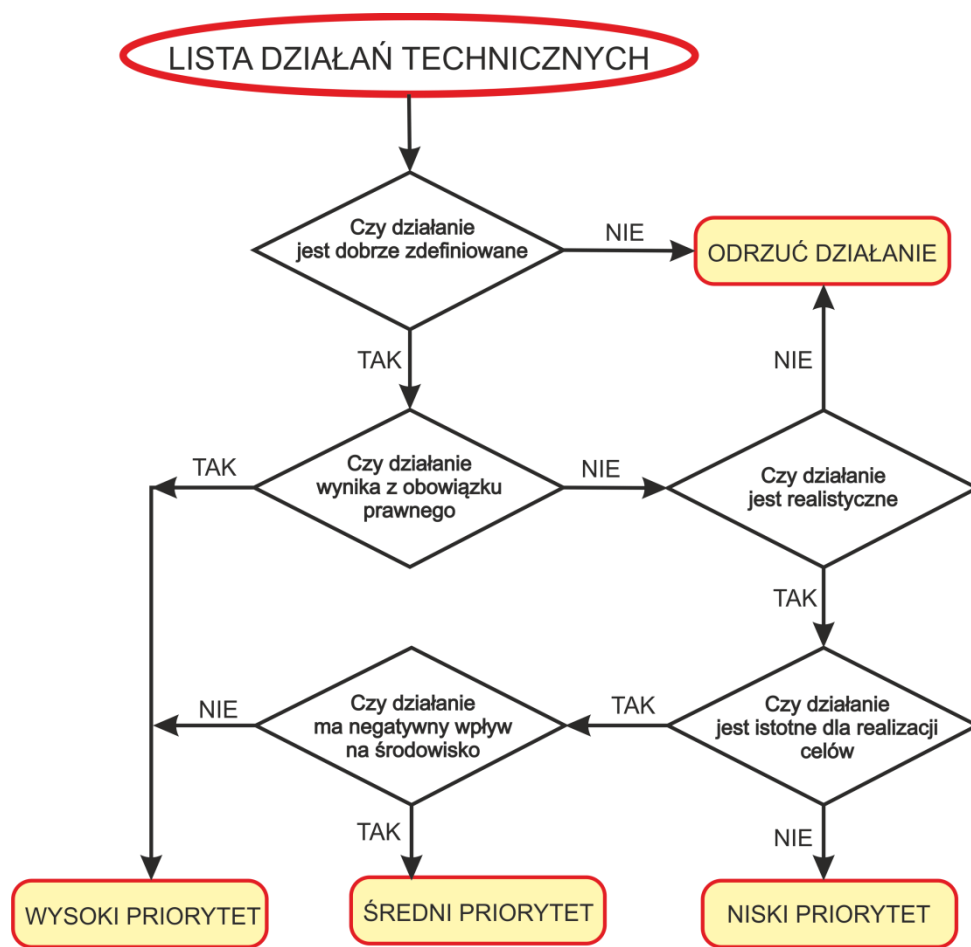 LISTA DZIAŁAŃ TECHNICZNYCH
Czy działanie
jest dobrze zdefiniowane
NIE
ODRZUĆ DZIAŁANIE
TAK
NIE
TAK
Czy działanie
wynika z obowiązku
prawnego
NIE
Czy działanie
jest realistyczne
TAK
NIE
Czy działanie
ma negatywny wpływ
na środowisko
TAK
Czy działanie
jest istotne dla realizacji
celów
TAK
NIE
WYSOKI PRIORYTET
ŚREDNI PRIORYTET
NISKI PRIORYTET